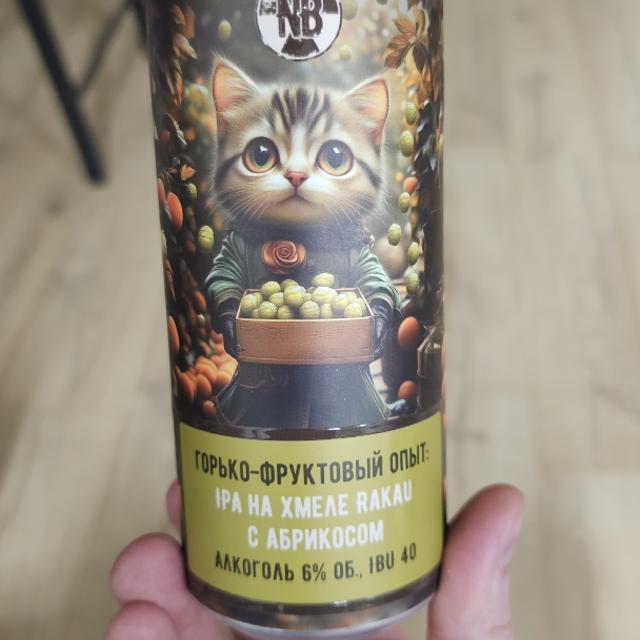 NB
ГОРЬКО-ФРУКТОВЫЙ ОПЫТ:
IPA НА ХМЕЛЕ RAKAU
С АБРИКОСОМ
АЛКОГОЛЬ 6% ОБ., IBU 40